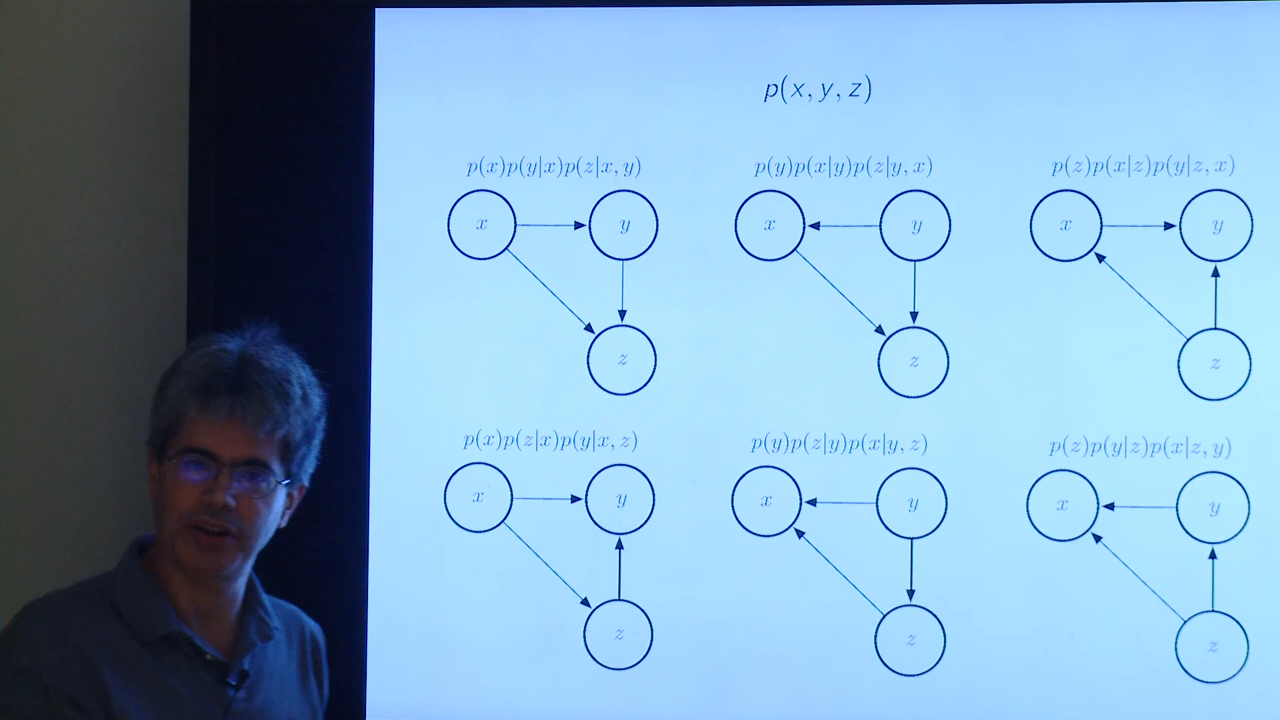 p(x, y, z)
p(x)p(y|x)p(z|x, y)
p(y)p(x|y)p(z|y, x)
p(z)p(x|z)p(y|z, x)
x
y
x
y
x
y
z
z
z
p(x)p(z|x)p(y|x, z)
p(y)p(z|y)p(x|y, z)
p(z)p(y|z)p(x|z, y)
x
y
x
y
x
y
z
z
z